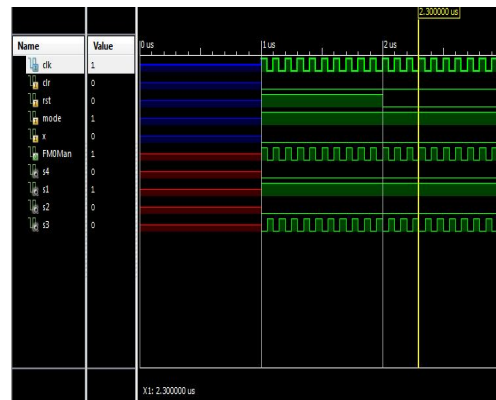 2.300000 us
Name Value 0 us 1 us 2 us
clk 1
clr 0
rst 0
mode 1
x 0
FM0Man 1
s4 0
s1 1
s2 0
s3 0
X1: 2.300000 us